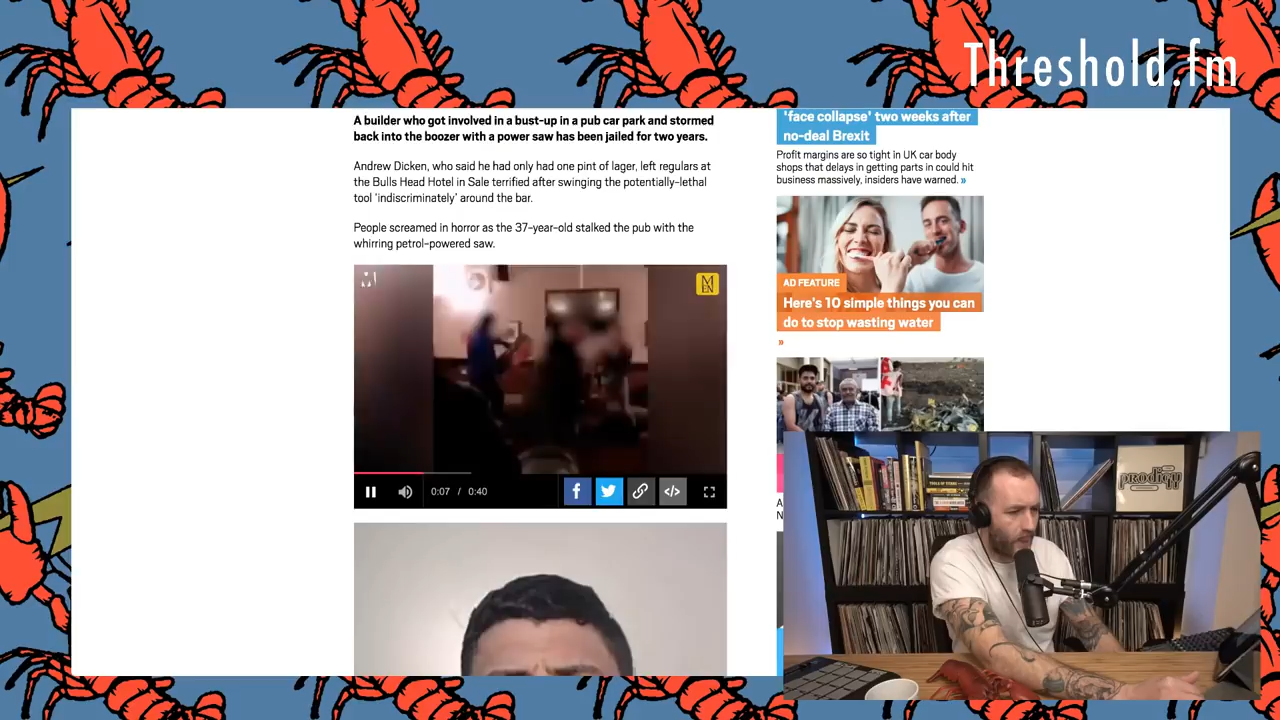 Threshold.fm
A builder who got involved in a bust-up in a pub car park and stormed
back into the boozer with a power saw has been jailed for two years.
Andrew Dicken, who said he had only had one pint of lager, left regulars at
the Bulls Head Hotel in Sale terrified after swinging the potentially-lethal
tool 'indiscriminately' around the bar.
People screamed in horror as the 37-year-old stalked the pub with the
whirring petrol-powered saw.
M
EN
0:07 / 0:40
'face collapse' two weeks after
no-deal Brexit
Profit margins are so tight in UK car body
shops that delays in getting parts in could hit
business massively, insiders have warned. »
AD FEATURE
Here's 10 simple things you can
do to stop wasting water
»
A
N
prodigy